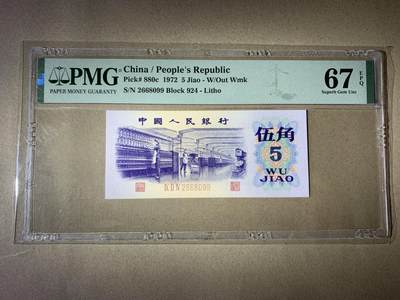 PMG
PAPER MONEY GUARANTY
China / People's Republic
Pick# 880c 1972 5 Jiao - W/Out Wmk
S/N 2668099 Block 924 - Litho
67 EPQ
Superb Gem Unc
中國人民银行
伍角
5
WU
JIAO
2668099